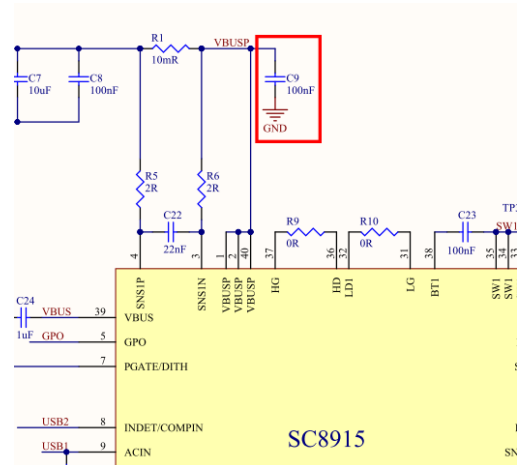 R1
VBUSP
10mR
C7
10uF
C8
100nF
C9
100nF
GND
R5
2R
R6
2R
C22
22nF
R9
0R
R10
0R
C23
100nF
TP
SW1
4
3
1
2
40
37
36
32
31
38
35
34
33
SNS1P
SNS1N
VBUSP
VBUSP
VBUSP
HG
HD
LD1
LG
BT1
SW1
SW1
C24
1uF
VBUS
39
VBUS
GPO
5
GPO
7
PGATE/DITH
USB2
8
INDET/COMPIN
USB1
9
ACIN
SC8915
SN